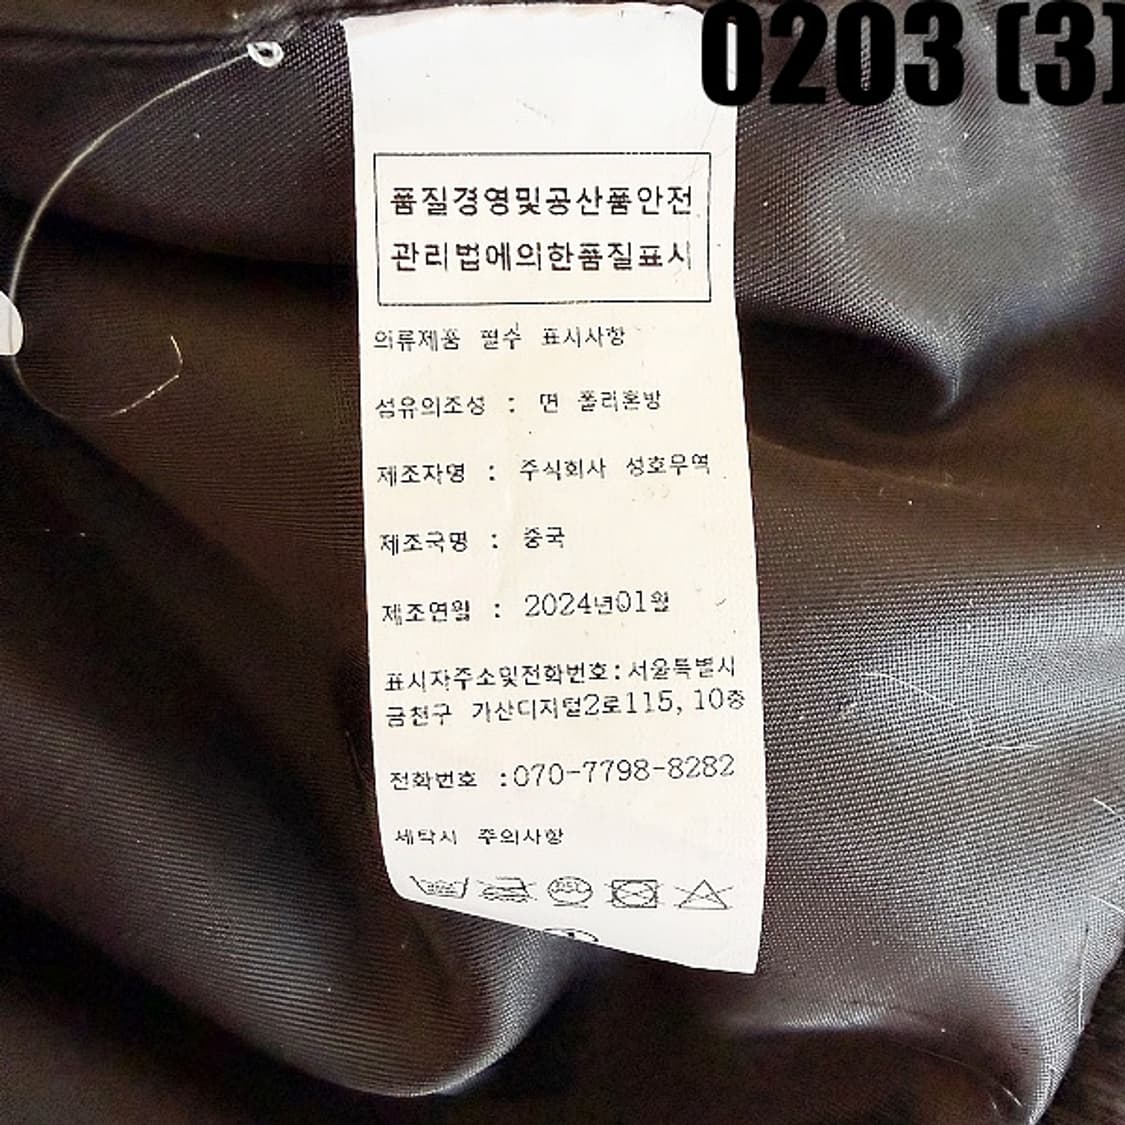 0203 (3)
품질경영및공산품안전
관리법에의한품질표시
의류제품 필수 표시사항
섬유의조성 : 면 폴리혼방
제조자명 : 주식회사 성호무역
제조국명 : 중국
제조연월 : 2024년01월
표시자주소및전화번호:서울특별시
금천구 가산디지털2로115, 10층
전화번호 :070-7798-8282
세탁시 주의사항